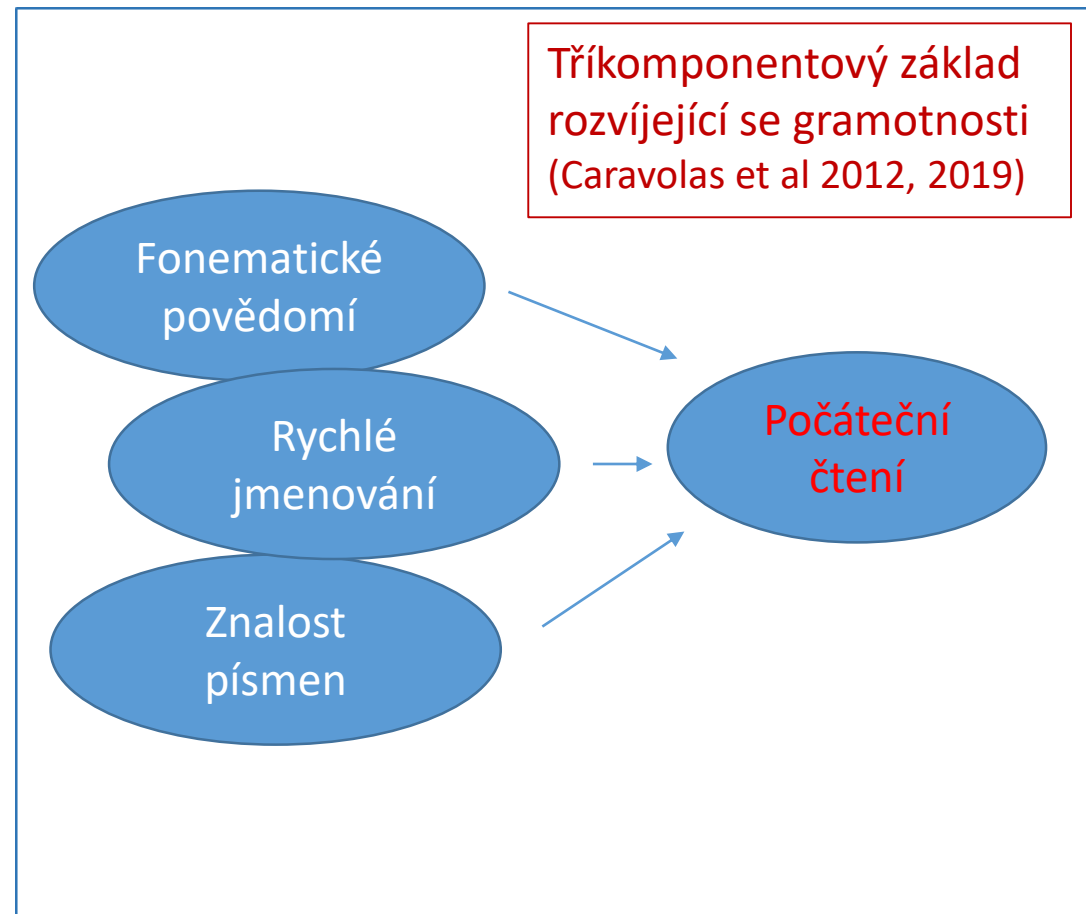 Tříkomponentový základ
rozvíjející se gramotnosti
(Caravolas et al 2012, 2019)
Fonematické
povědomí
Rychlé
jmenování
Znalost
písmen
Počáteční
čtení